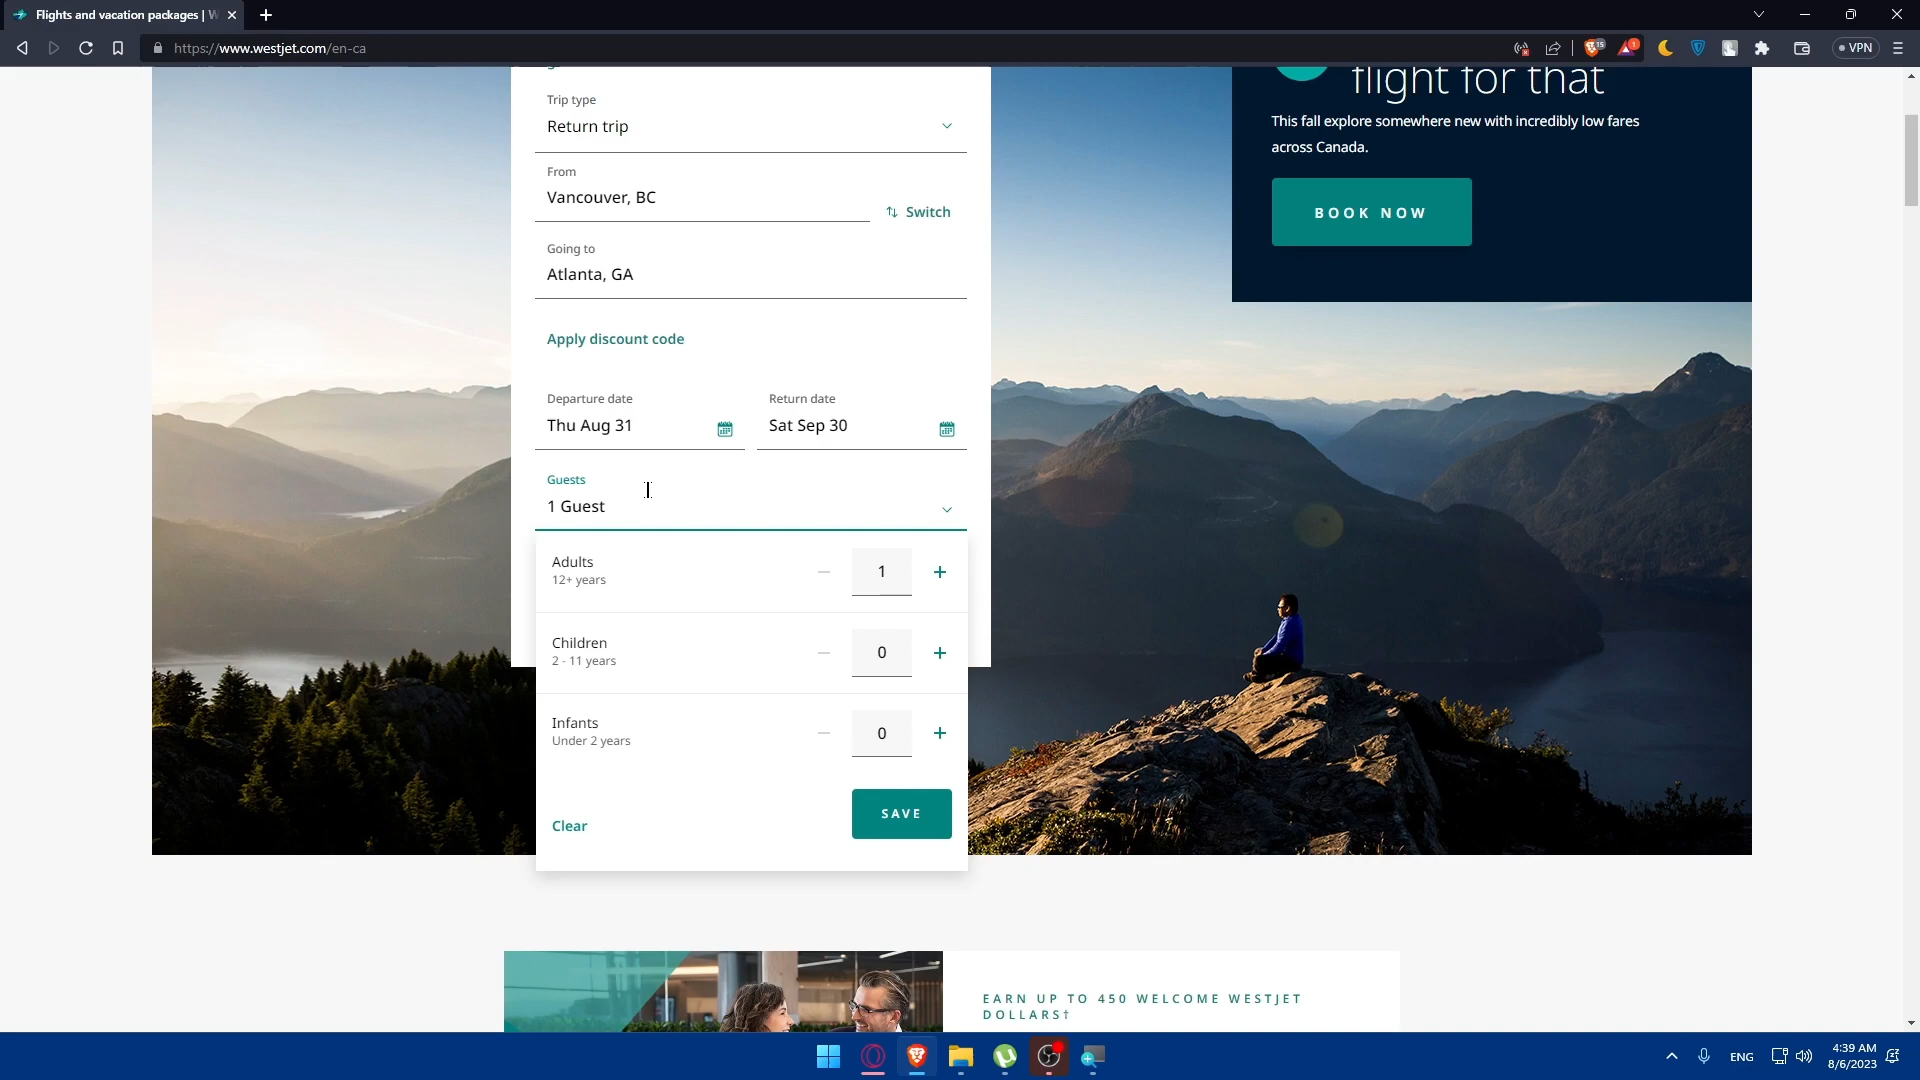 Flights and vacation packages | W
https://www.westjet.com/en-ca
15
1
VPN
flight for that
This fall explore somewhere new with incredibly low fares
across Canada.
BOOK NOW
Trip type
Return trip
From
Vancouver, BC
Switch
Going to
Atlanta, GA
Apply discount code
Departure date
Thu Aug 31
Return date
Sat Sep 30
Guests
1 Guest
Adults
12+ years
1
Children
2 - 11 years
0
Infants
Under 2 years
0
Clear
SAVE
EARN UP TO 450 WELCOME WESTJET
DOLLARS†
ENG
4:39 AM
8/6/2023